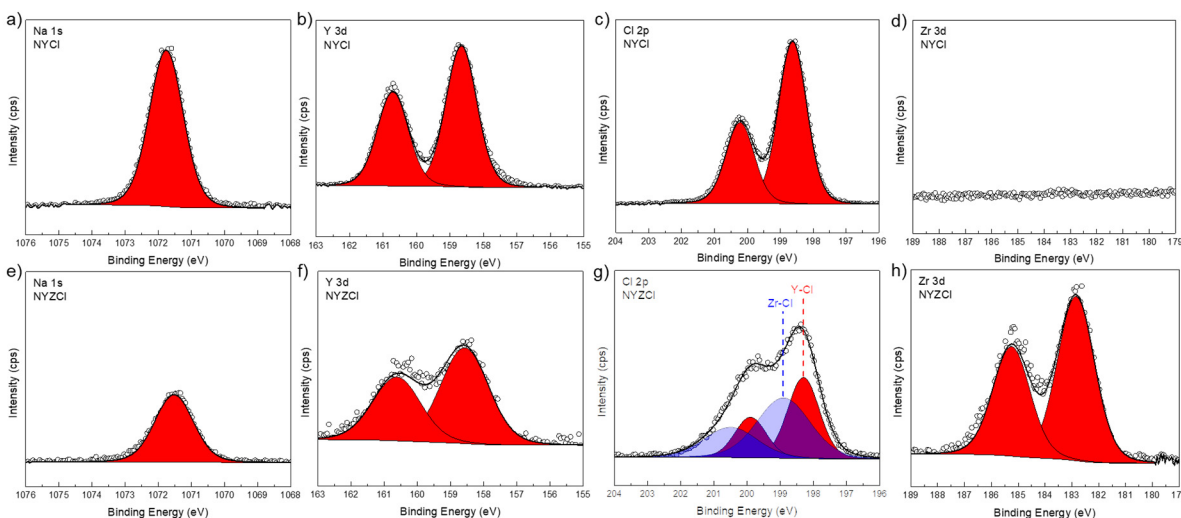 a)
Na 1s
NYCl
Intensity (cps)
1076 1075 1074 1073 1072 1071 1070 1069 1068
Binding Energy (eV)
b)
Y 3d
NYCl
Intensity (cps)
163 162 161 160 159 158 157 156 155
Binding Energy (eV)
c)
Cl 2p
NYCl
Intensity (cps)
204 203 202 201 200 199 198 197 196
Binding Energy (eV)
d)
Zr 3d
NYCl
Intensity (cps)
189 188 187 186 185 184 183 182 181 180 179
Binding Energy (eV)
e)
Na 1s
NYZCl
Intensity (cps)
1076 1075 1074 1073 1072 1071 1070 1069 1068
Binding Energy (eV)
f)
Y 3d
NYZCl
Intensity (cps)
163 162 161 160 159 158 157 156 155
Binding Energy (eV)
g)
Cl 2p
NYZCl
Y-Cl
Zr-Cl
Intensity (cps)
204 203 202 201 200 199 198 197 196
Binding Energy (eV)
h)
Zr 3d
NYZCl
Intensity (cps)
189 188 187 186 185 184 183 182 181 180 179
Binding Energy (eV)